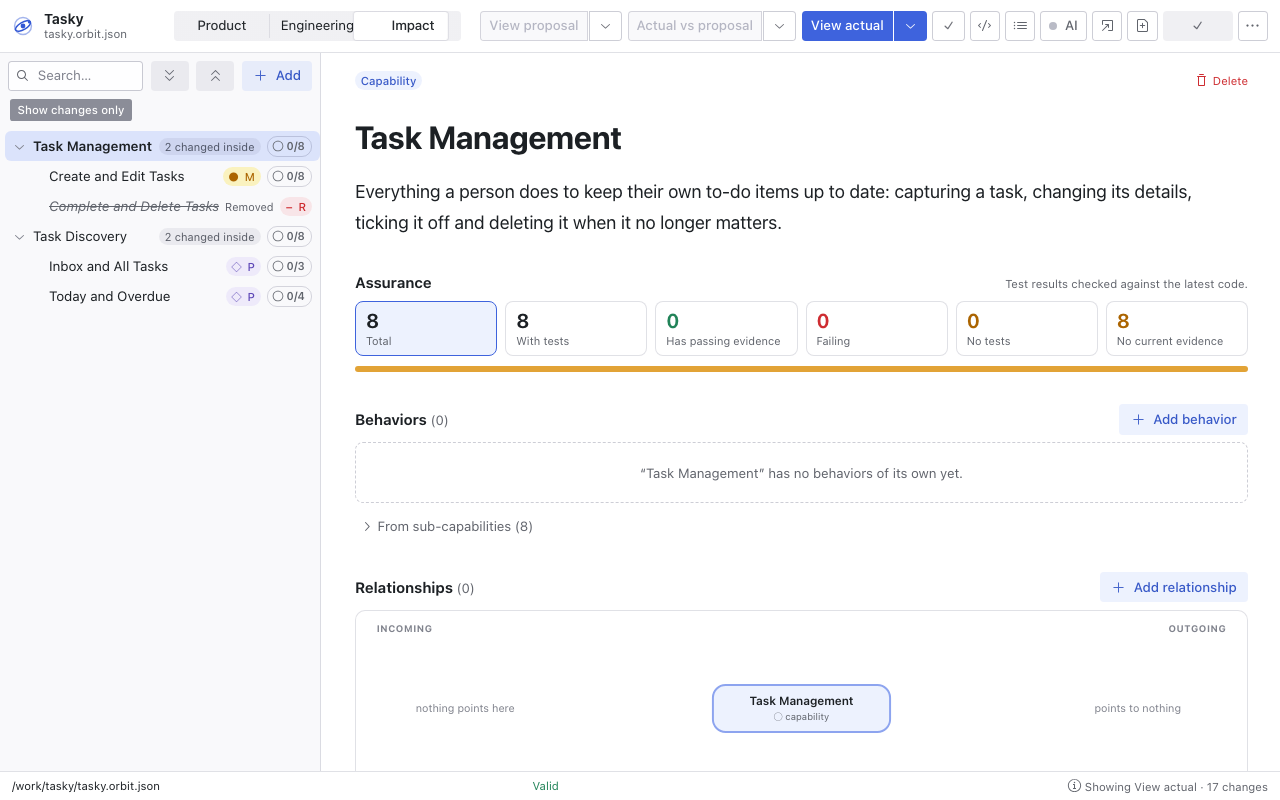 Tasky
tasky.orbit.json
Product
Engineering
Impact
View proposal
Actual vs proposal
View actual
AI
Search...
Add
Show changes only
Task Management 2 changed inside 0/8
Create and Edit Tasks M 0/8
Complete and Delete Tasks Removed R
Task Discovery 2 changed inside 0/8
Inbox and All Tasks P 0/3
Today and Overdue P 0/4
Capability
Delete
Task Management
Everything a person does to keep their own to-do items up to date: capturing a task, changing its details,
ticking it off and deleting it when it no longer matters.
Assurance
Test results checked against the latest code.
8 Total
8 With tests
0 Has passing evidence
0 Failing
0 No tests
8 No current evidence
Behaviors (0)
Add behavior
“Task Management” has no behaviors of its own yet.
From sub-capabilities (8)
Relationships (0)
Add relationship
INCOMING
OUTGOING
nothing points here
Task Management
capability
points to nothing
/work/tasky/tasky.orbit.json
Valid
Showing View actual · 17 changes